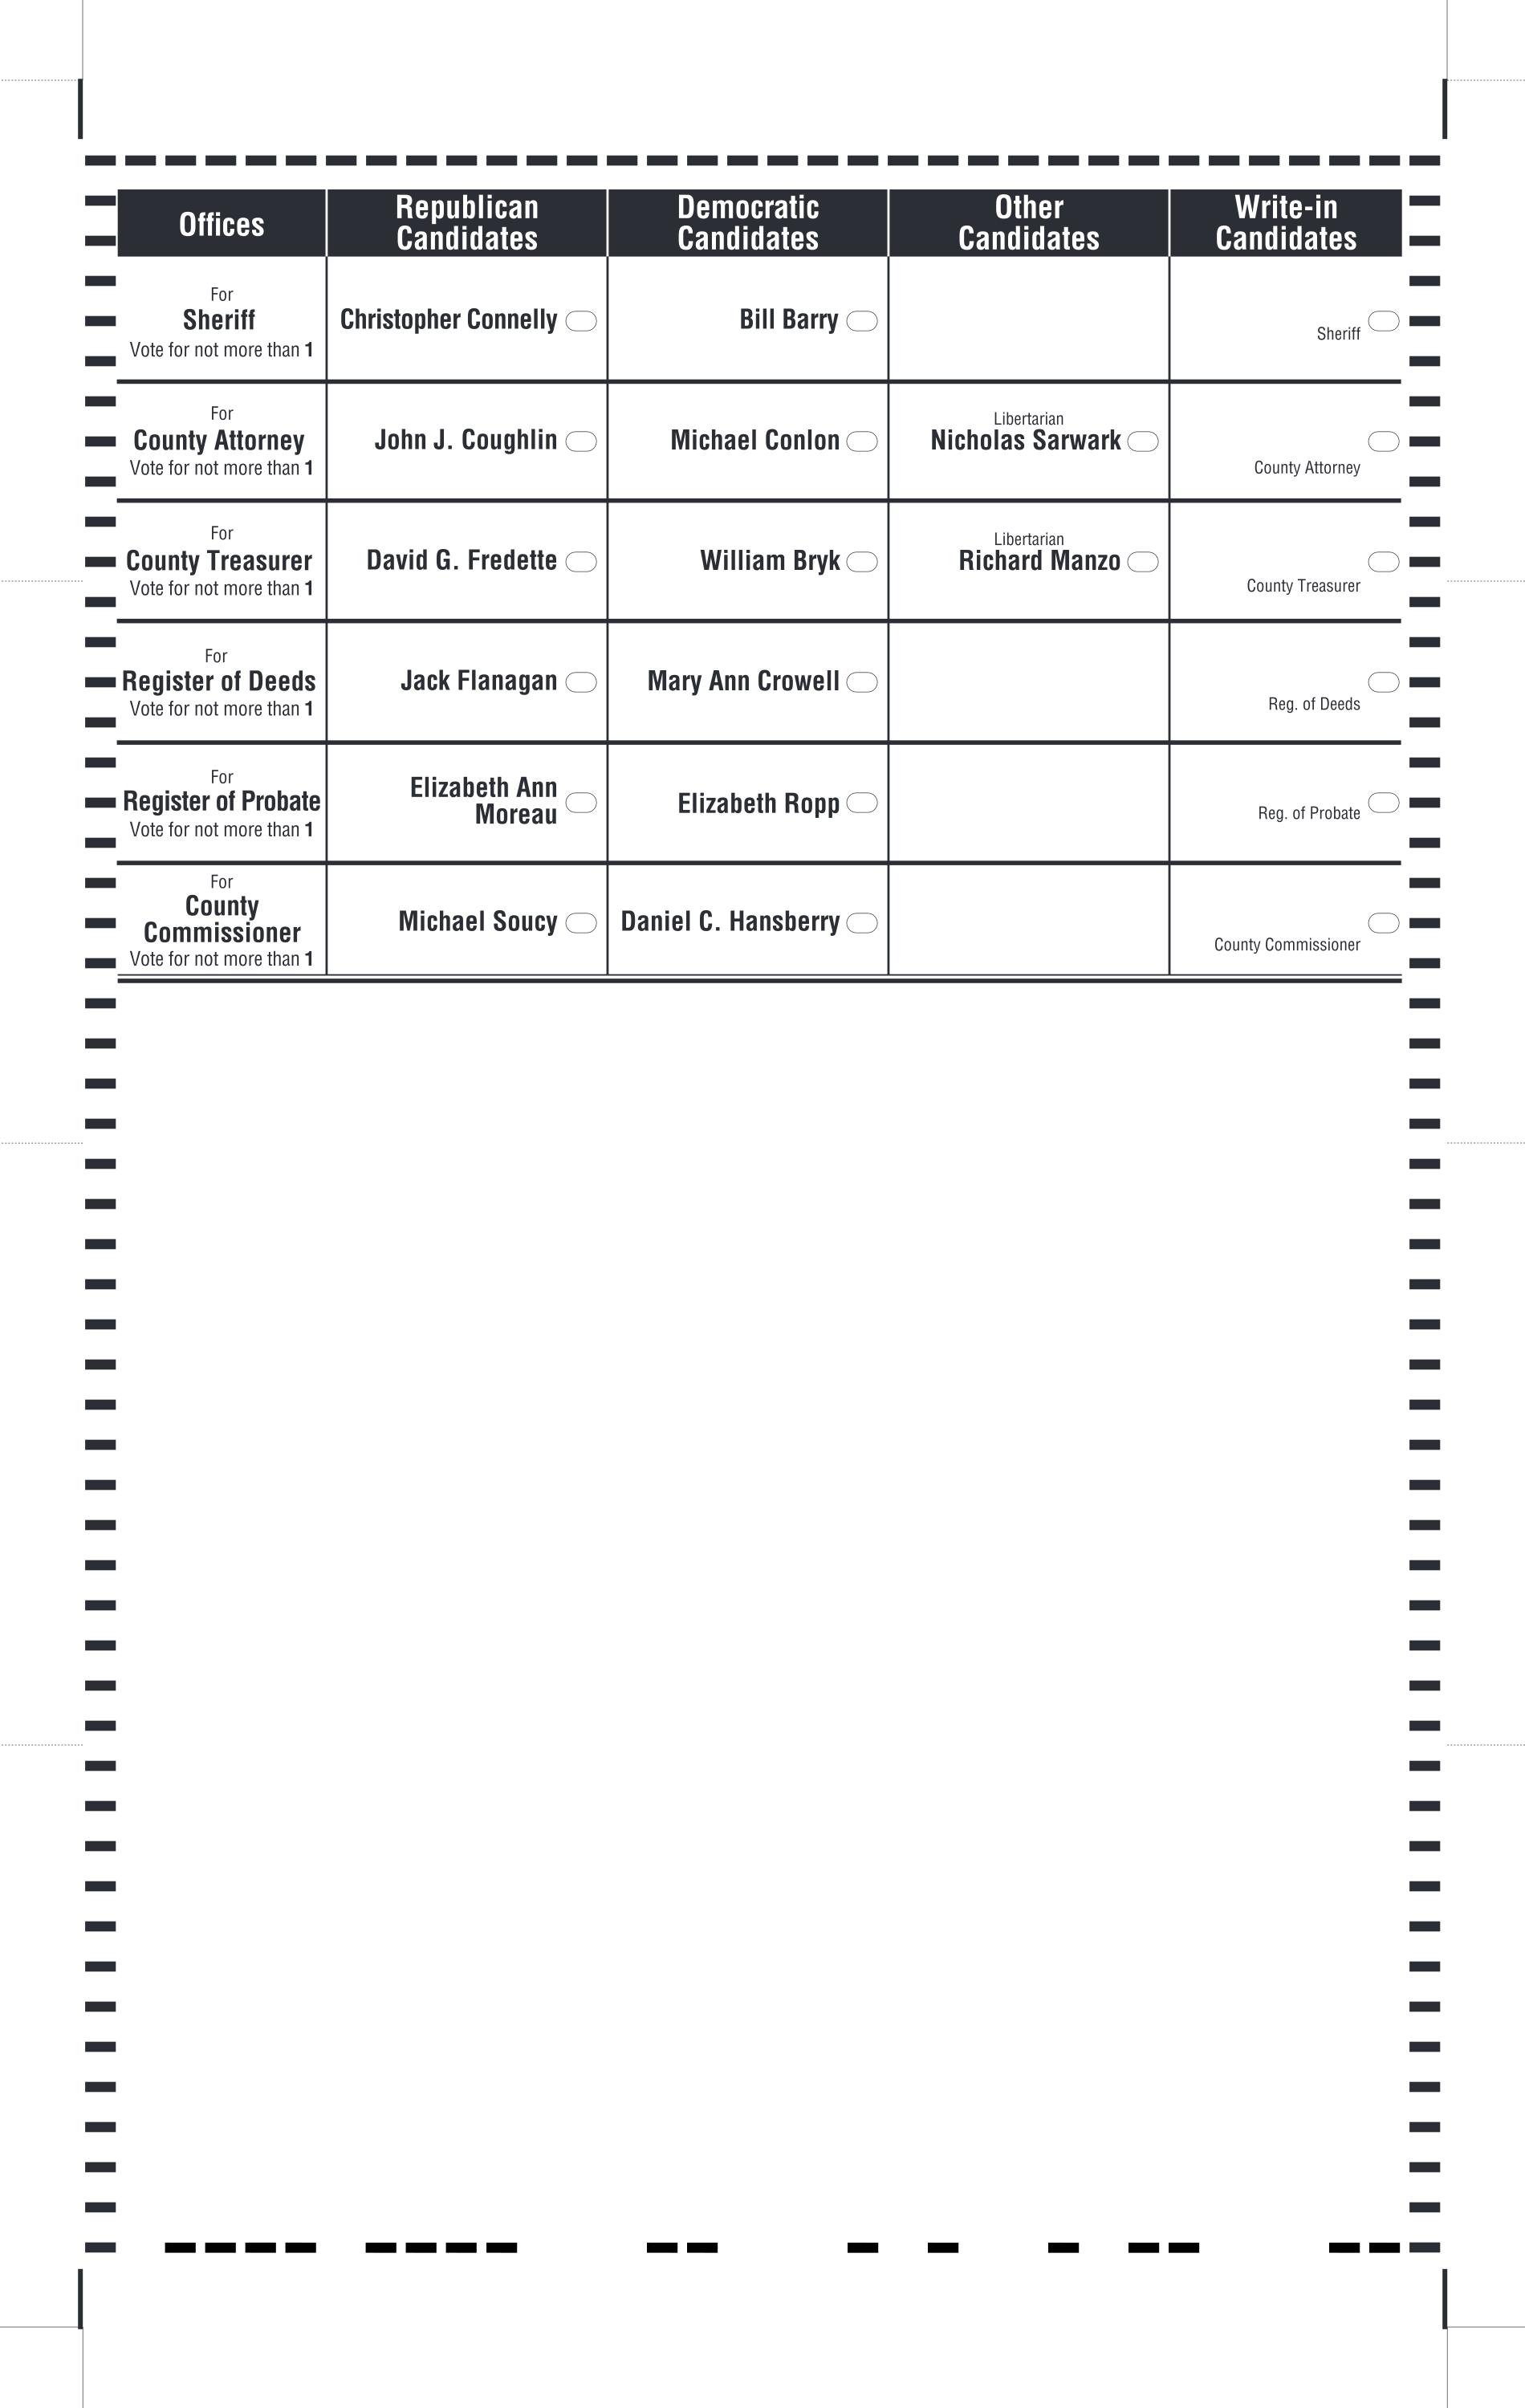 Offices
Republican
Candidates
Democratic
Candidates
Other
Candidates
Write-in
Candidates
For
Sheriff
Vote for not more than 1
Christopher Connelly
Bill Barry
Sheriff
For
County Attorney
Vote for not more than 1
John J. Coughlin
Michael Conlon
Libertarian
Nicholas Sarwark
County Attorney
For
County Treasurer
Vote for not more than 1
David G. Fredette
William Bryk
Libertarian
Richard Manzo
County Treasurer
For
Register of Deeds
Vote for not more than 1
Jack Flanagan
Mary Ann Crowell
Reg. of Deeds
For
Register of Probate
Vote for not more than 1
Elizabeth Ann
Moreau
Elizabeth Ropp
Reg. of Probate
For
County
Commissioner
Vote for not more than 1
Michael Soucy
Daniel C. Hansberry
County Commissioner